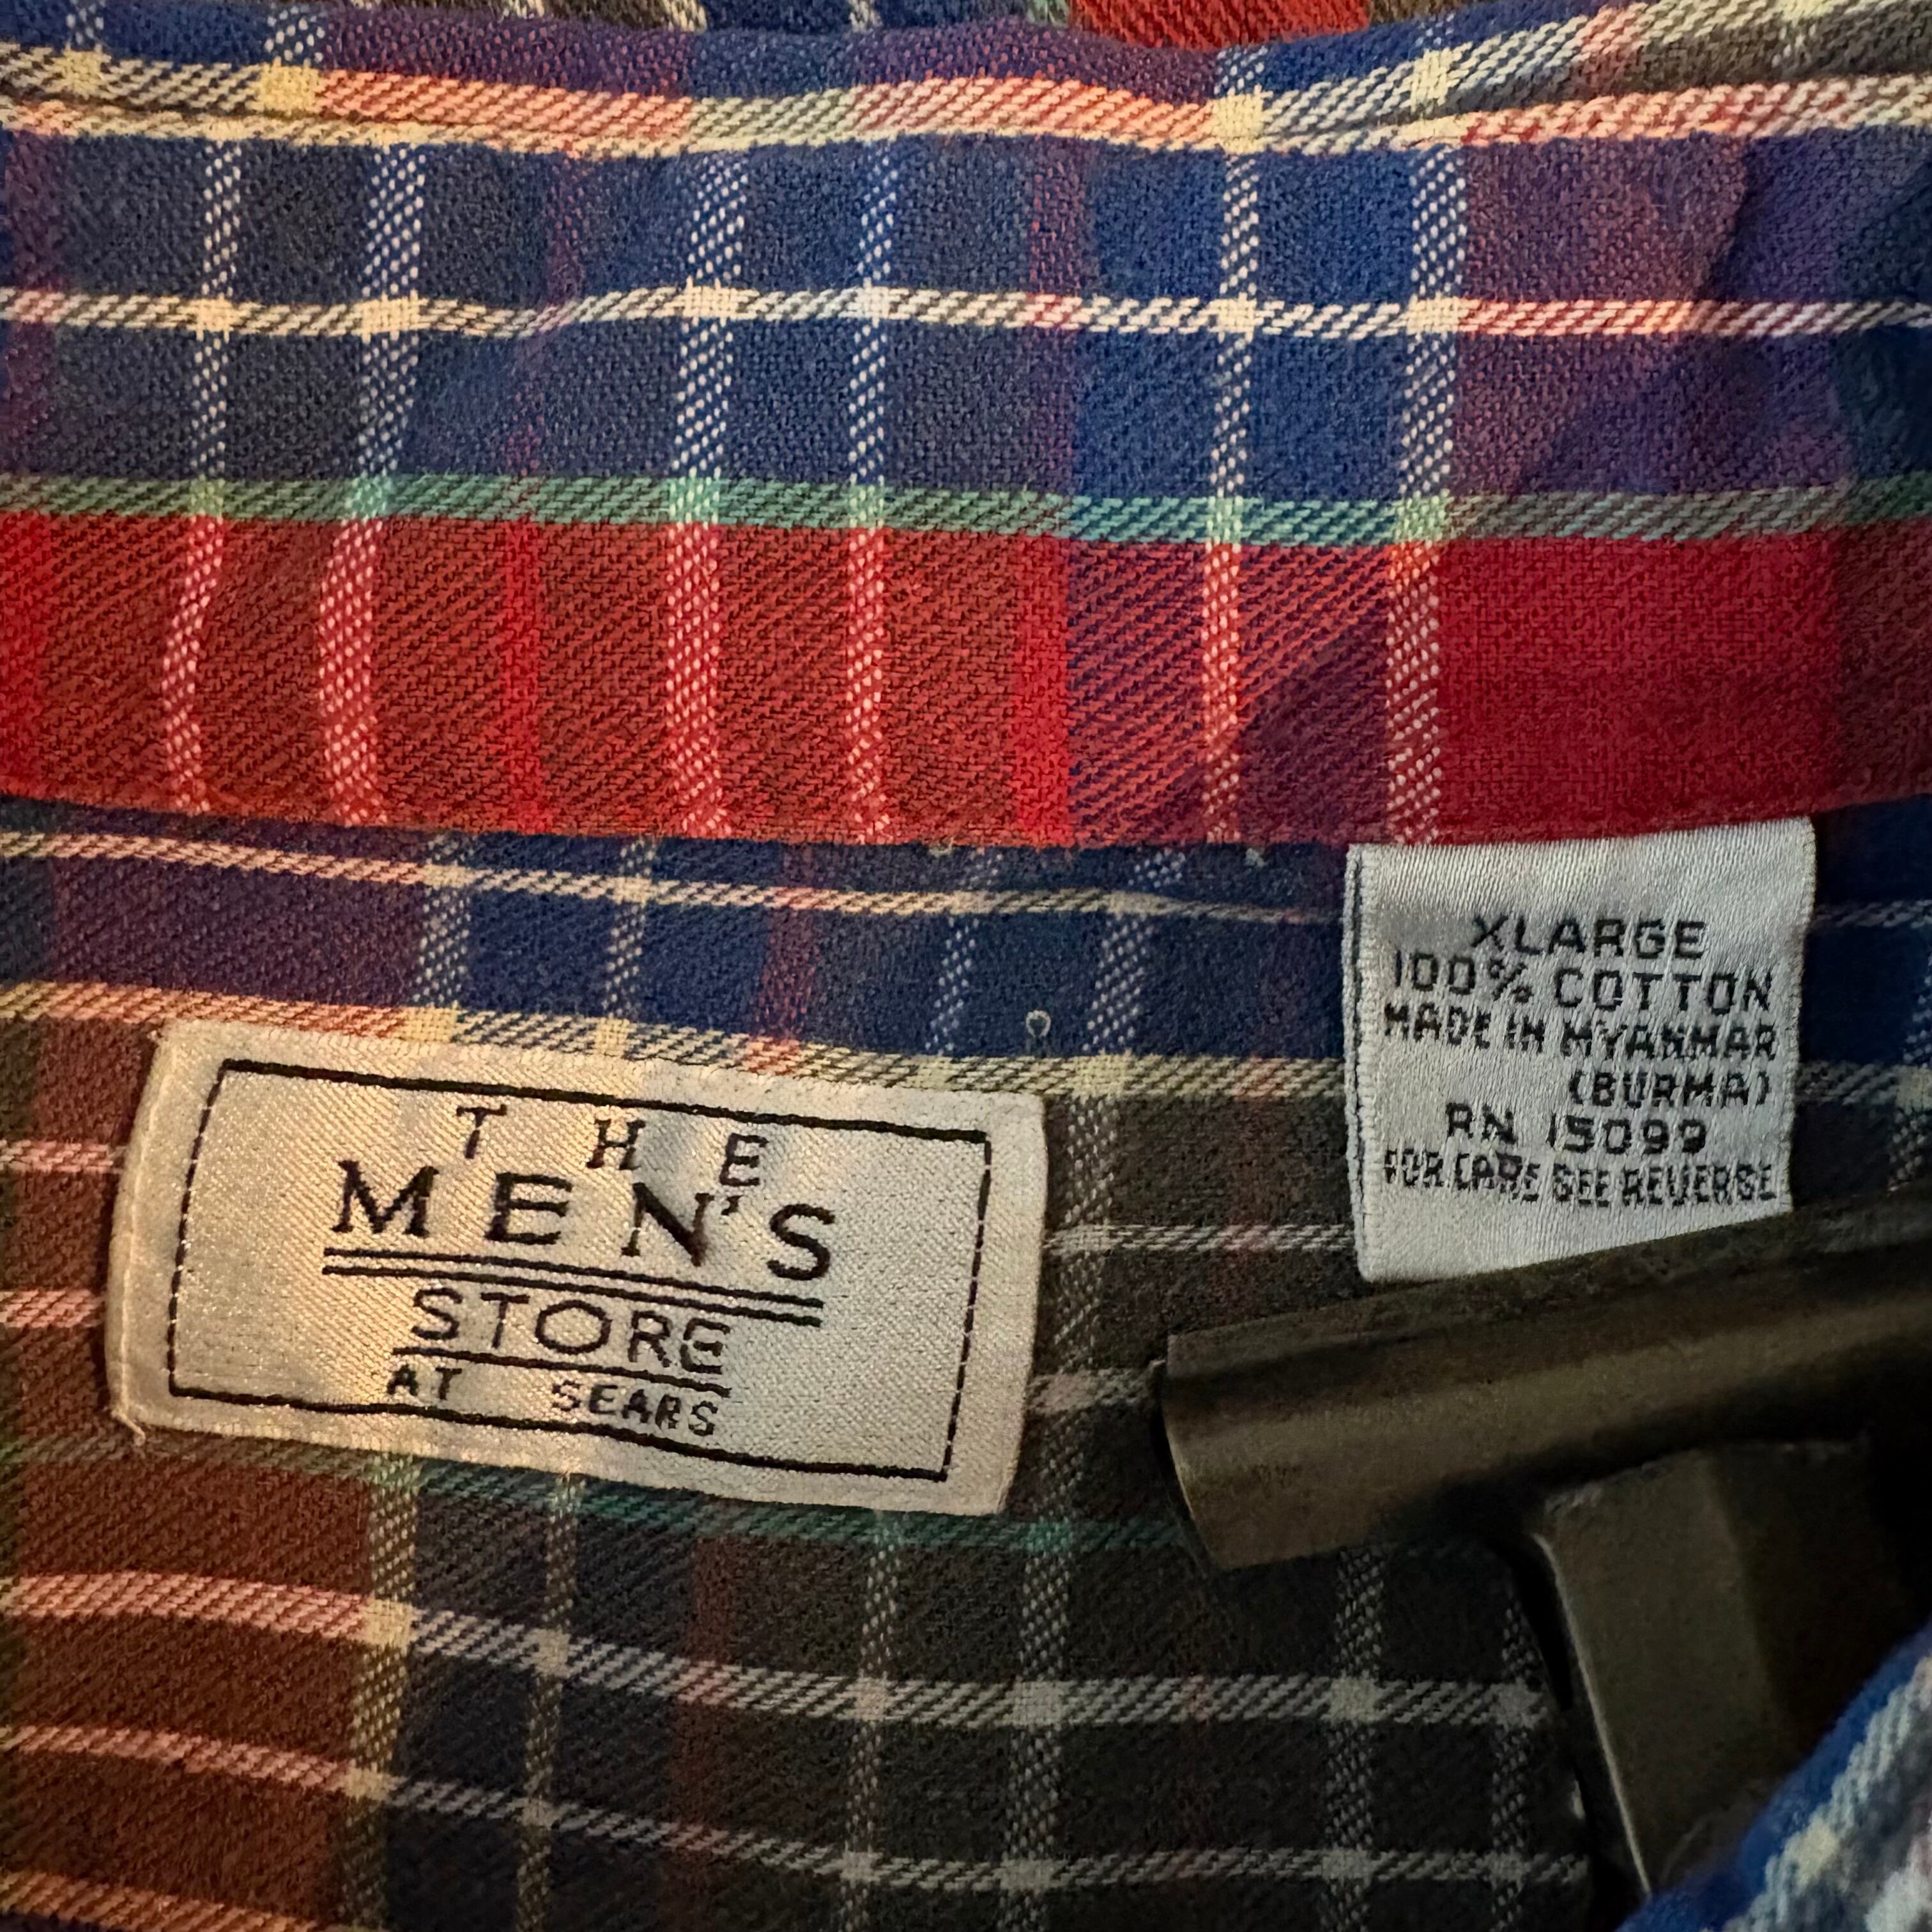 THE
MEN'S
STORE
AT SEARS
XLARGE
100% COTTON
MADE IN MYANMAR
(BURMA)
RN 15099
FOR CARE SEE REVERSE